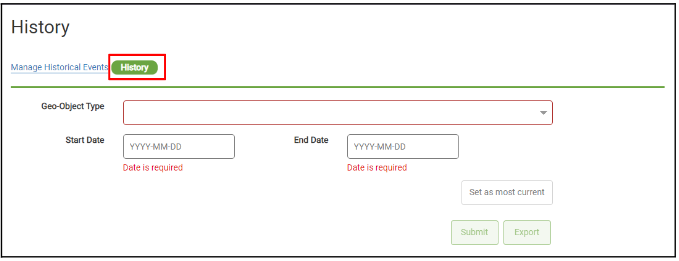 History
Manage Historical Events History
Geo-Object Type
Start Date YYYY-MM-DD End Date YYYY-MM-DD
Date is required Date is required
Set as most current
Submit Export